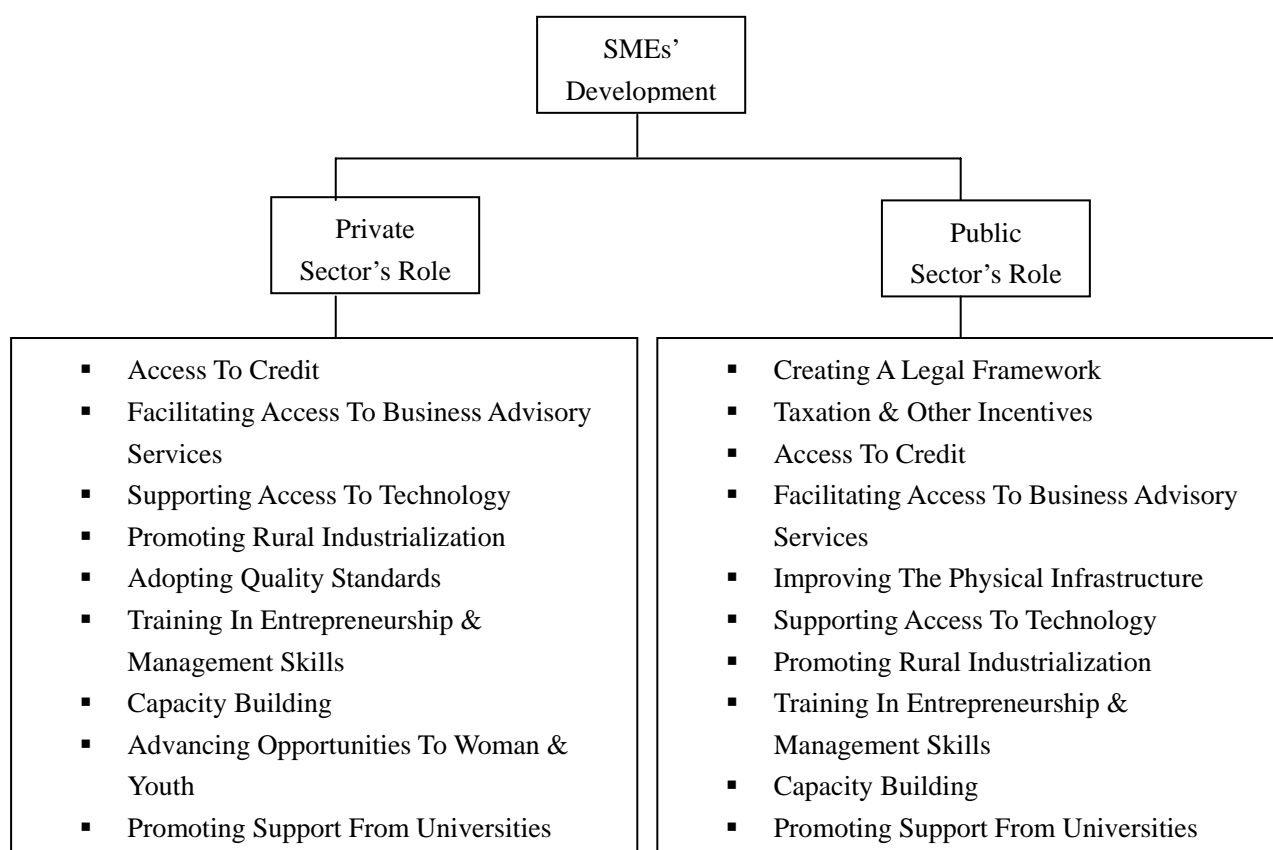 SMEs’
Development
Private
Sector’s Role
Public
Sector’s Role
▪ Access To Credit
▪ Facilitating Access To Business Advisory
Services
▪ Supporting Access To Technology
▪ Promoting Rural Industrialization
▪ Adopting Quality Standards
▪ Training In Entrepreneurship &
Management Skills
▪ Capacity Building
▪ Advancing Opportunities To Woman &
Youth
▪ Promoting Support From Universities
▪ Creating A Legal Framework
▪ Taxation & Other Incentives
▪ Access To Credit
▪ Facilitating Access To Business Advisory
Services
▪ Improving The Physical Infrastructure
▪ Supporting Access To Technology
▪ Promoting Rural Industrialization
▪ Training In Entrepreneurship &
Management Skills
▪ Capacity Building
▪ Promoting Support From Universities